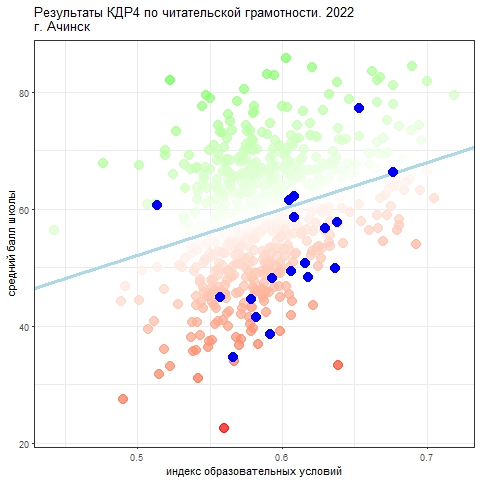 Результаты КДР4 по читательской грамотности. 2022
г. Ачинск
средний балл школы
80
60
40
20
0.5
0.6
0.7
индекс образовательных условий